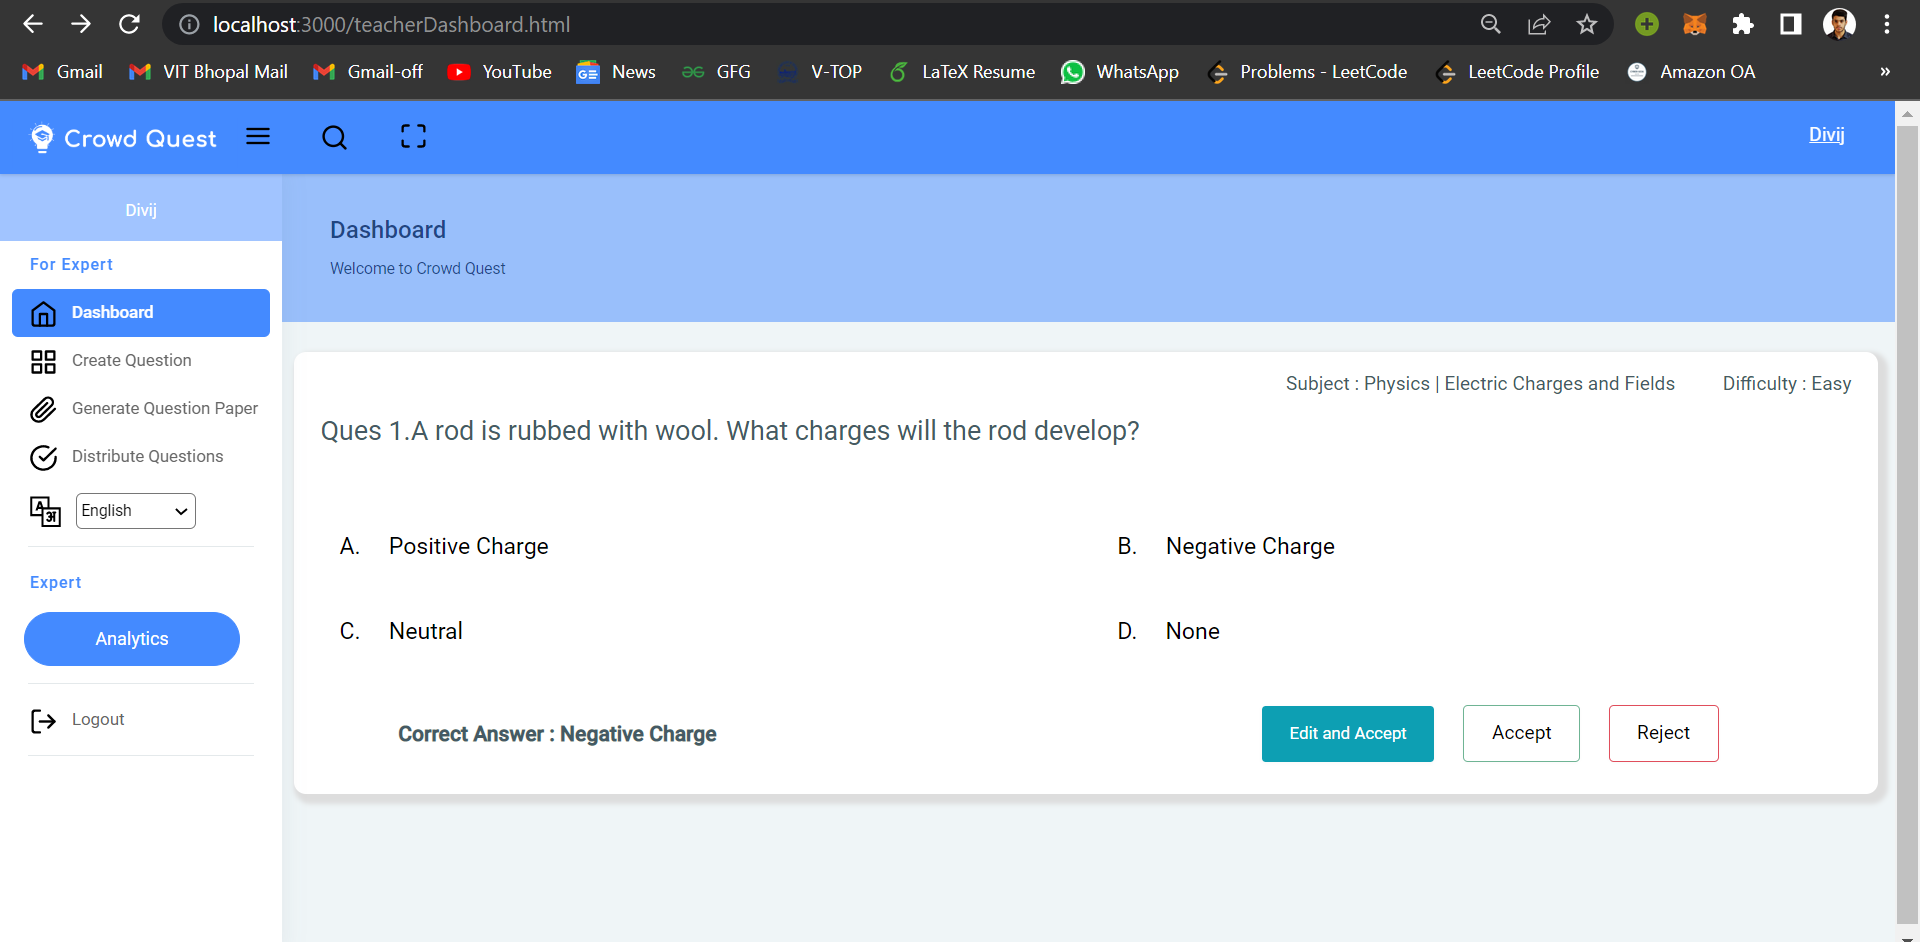 localhost:3000/teacherDashboard.html
Gmail VIT Bhopal Mail Gmail-off YouTube News GFG V-TOP LaTeX Resume WhatsApp Problems - LeetCode LeetCode Profile Amazon OA »
Crowd Quest Divij
Divij
For Expert
Dashboard
Create Question
Generate Question Paper
Distribute Questions
A अ English
Expert
Analytics
Logout
Dashboard
Welcome to Crowd Quest
Subject : Physics | Electric Charges and Fields Difficulty : Easy
Ques 1.A rod is rubbed with wool. What charges will the rod develop?
A. Positive Charge B. Negative Charge
C. Neutral D. None
Correct Answer : Negative Charge Edit and Accept Accept Reject